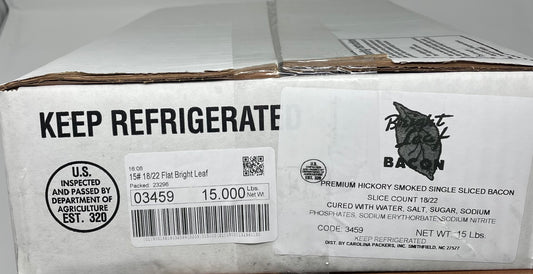 KEEP REFRIGERATED
U.S.
INSPECTED
AND PASSED BY
DEPARTMENT OF
AGRICULTURE
EST. 320
15# 18/22 Flat Bright Leaf
Packed: 23298
03459 15.000 Lbs.
Net Wt
Bright Leaf
BACON
PREMIUM HICKORY SMOKED SINGLE SLICED BACON
SLICE COUNT 18/22
CURED WITH WATER, SALT, SUGAR, SODIUM
PHOSPHATES, SODIUM ERYTHORBATE, SODIUM NITRITE
CODE: 3459 NET WT. 15 Lbs.
KEEP REFRIGERATED
DIST. BY CAROLINA PACKERS, INC. SMITHFIELD, NC 27577